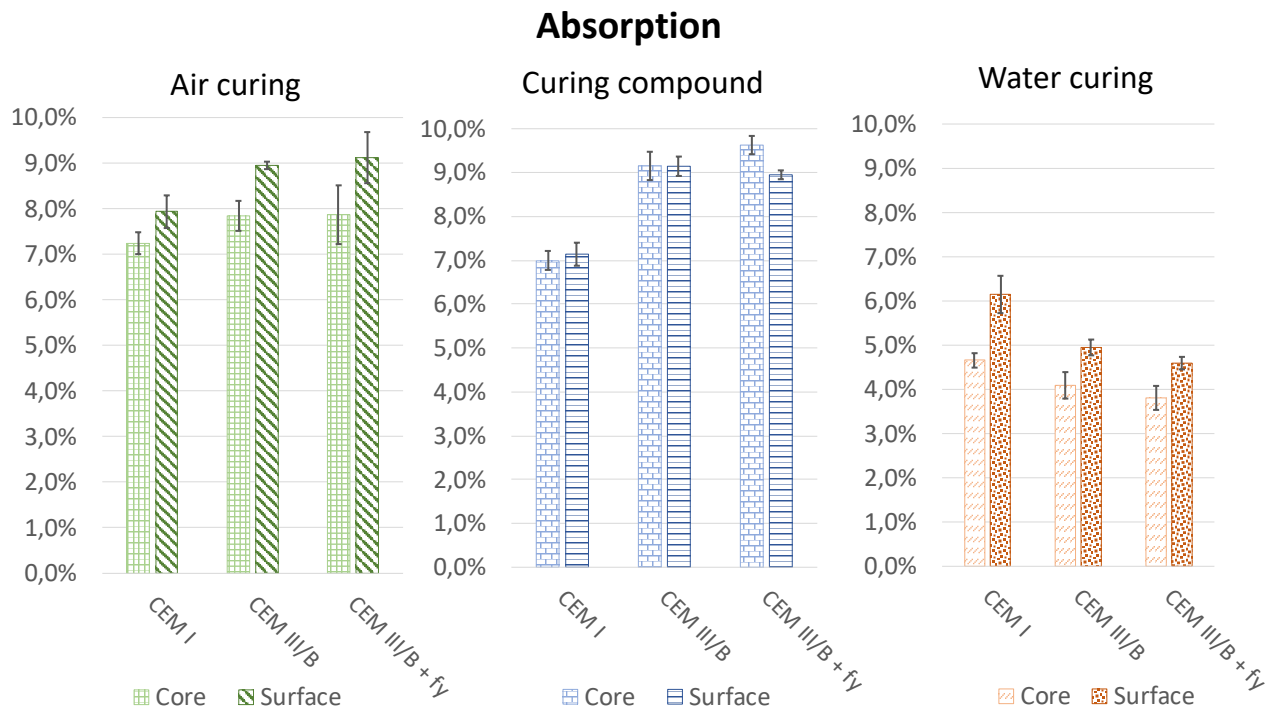 Absorption
Air curing
10,0%
9,0%
8,0%
7,0%
6,0%
5,0%
4,0%
3,0%
2,0%
1,0%
0,0%
CEM I
CEM III/B
CEM III/B + fy
Core
Surface
Curing compound
10,0%
9,0%
8,0%
7,0%
6,0%
5,0%
4,0%
3,0%
2,0%
1,0%
0,0%
CEM I
CEM III/B
CEM III/B + fy
Core
Surface
Water curing
10,0%
9,0%
8,0%
7,0%
6,0%
5,0%
4,0%
3,0%
2,0%
1,0%
0,0%
CEM I
CEM III/B
CEM III/B + fy
Core
Surface